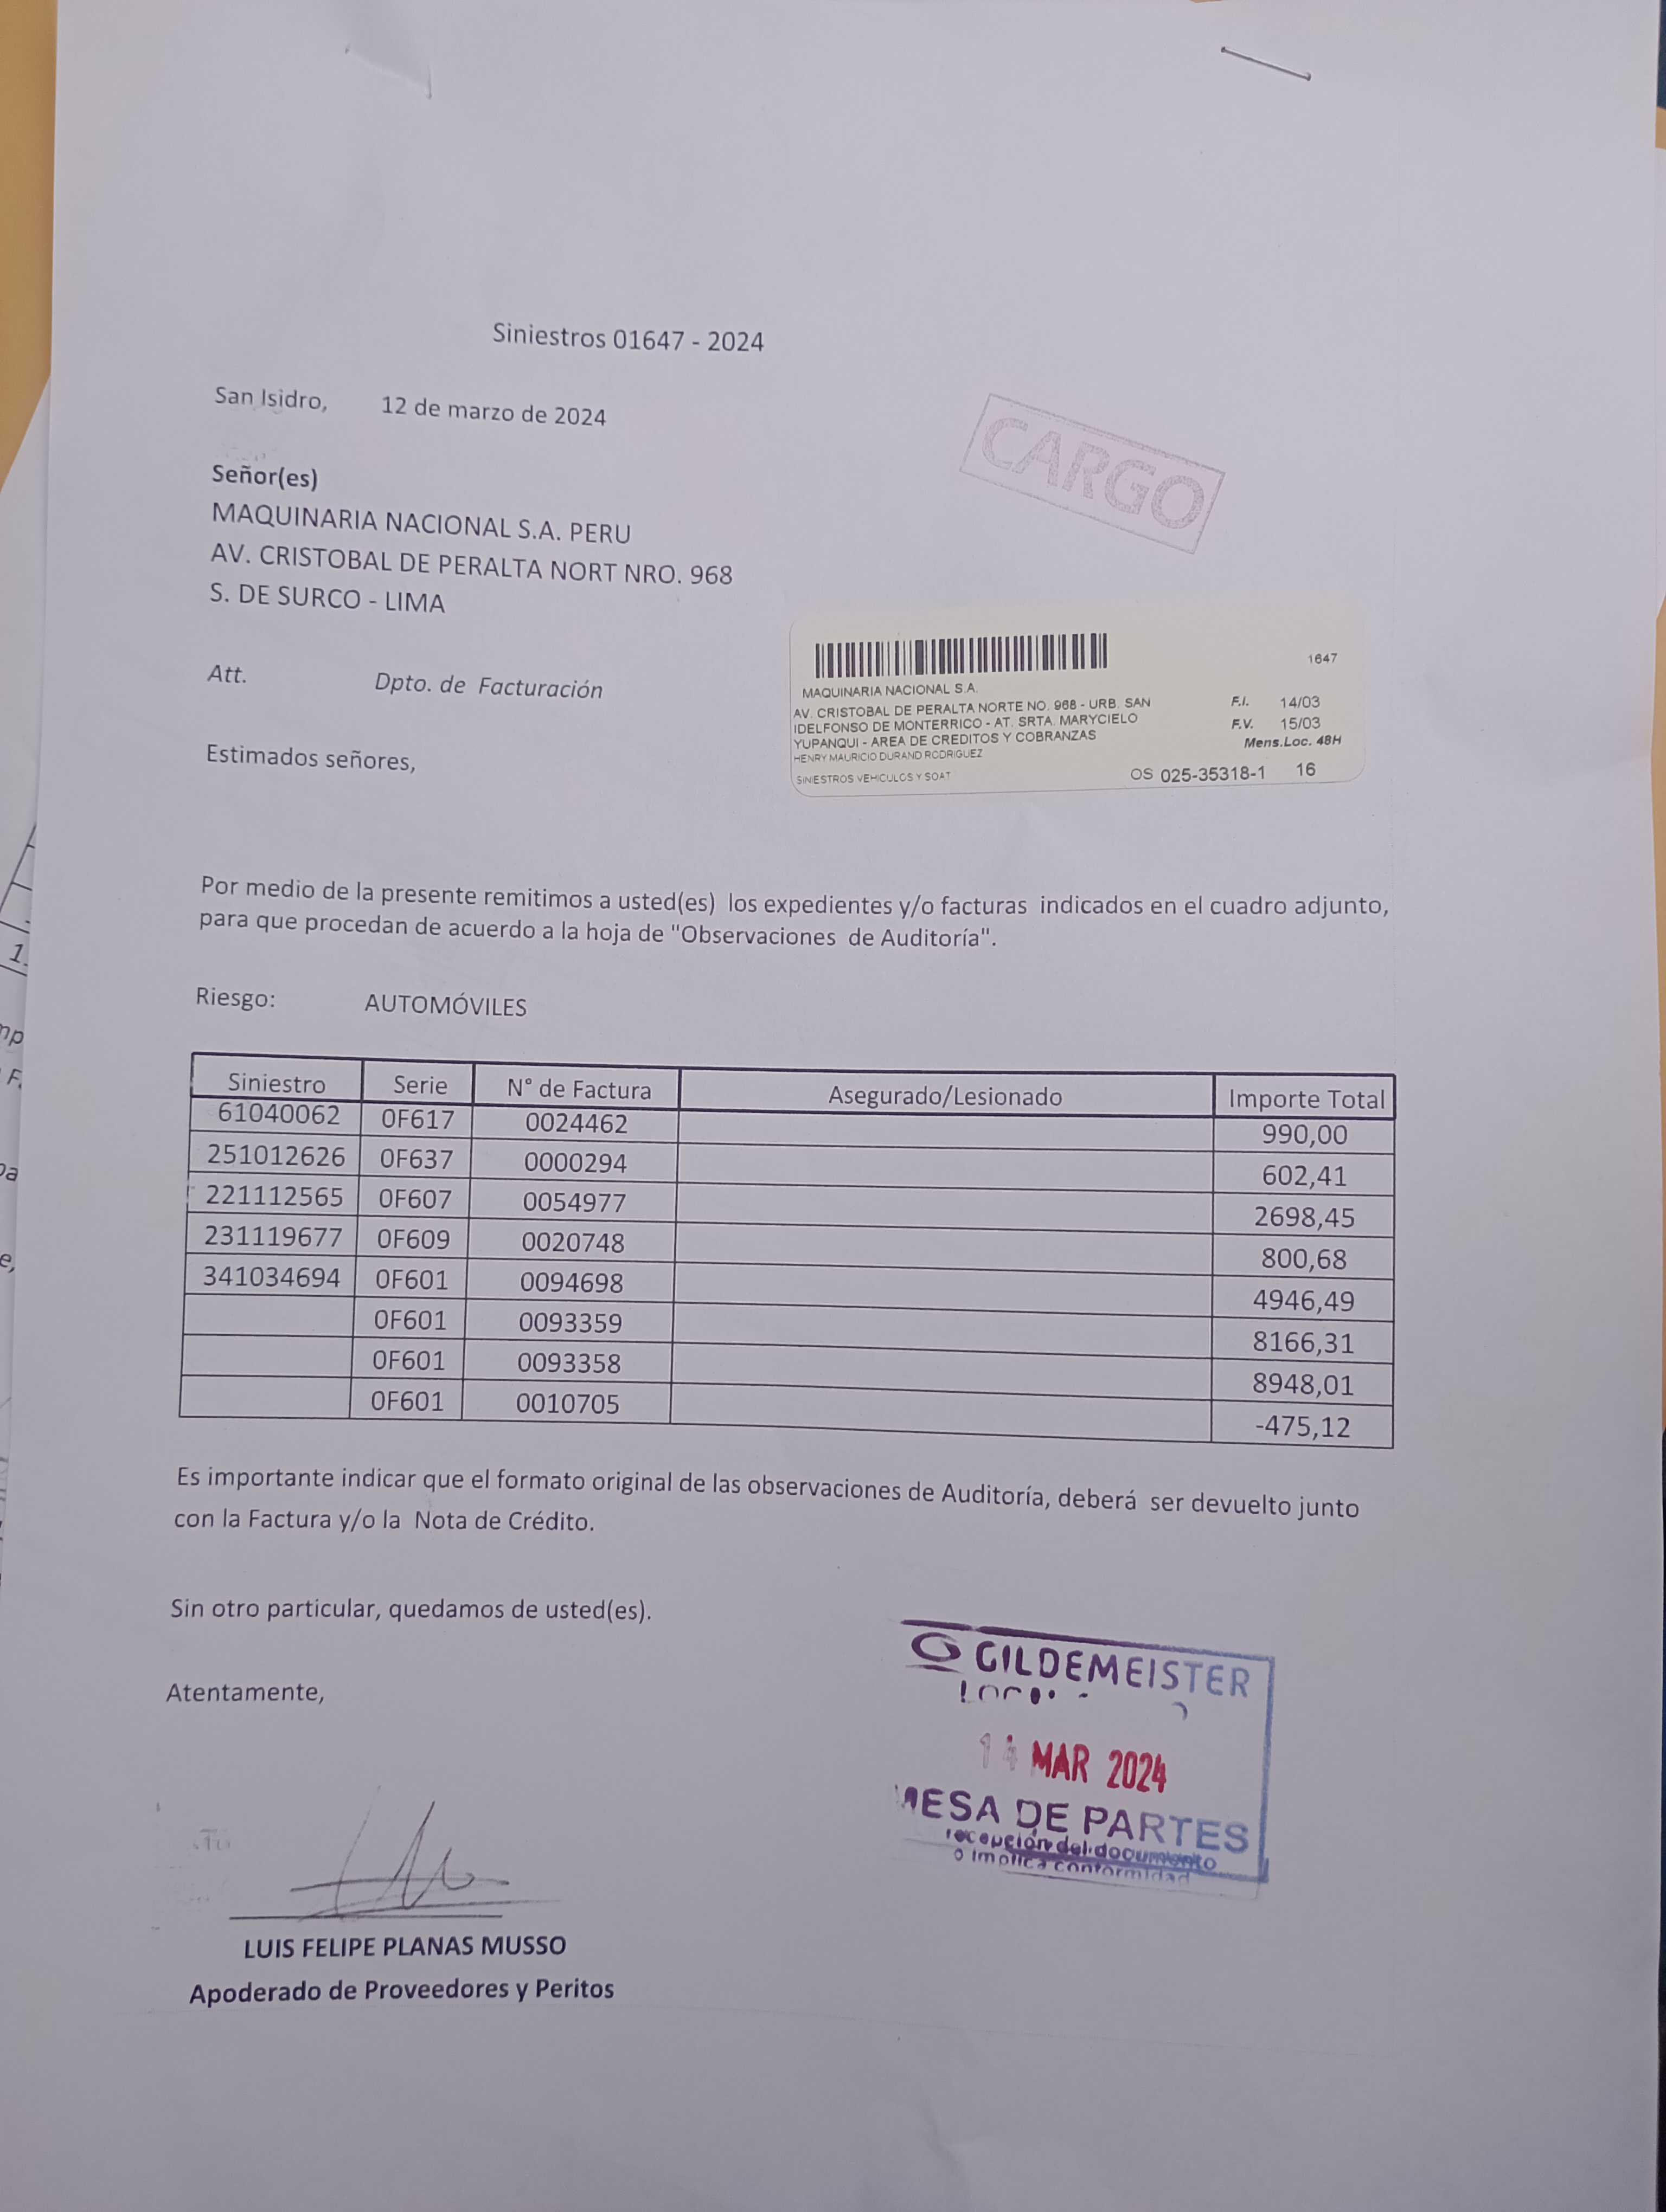 Siniestros 01647 - 2024
San Isidro, 12 de marzo de 2024
CARGO
Señor(es)
MAQUINARIA NACIONAL S.A. PERU
AV. CRISTOBAL DE PERALTA NORT NRO. 968
S. DE SURCO - LIMA
Att. Dpto. de Facturación
1647
MAQUINARIA NACIONAL S.A.
AV. CRISTOBAL DE PERALTA NORTE NO. 968 - URB. SAN F.I. 14/03
IDELFONSO DE MONTERRICO - AT. SRTA. MARYCIELO F.V. 15/03
YUPANQUI - AREA DE CREDITOS Y COBRANZAS Mens.Loc. 48H
HENRY MAURICIO DURAND RODRIGUEZ
SINIESTROS VEHICULOS Y SOAT OS 025-35318-1 16
Estimados señores,
Por medio de la presente remitimos a usted(es) los expedientes y/o facturas indicados en el cuadro adjunto,
para que procedan de acuerdo a la hoja de "Observaciones de Auditoría".
Riesgo: AUTOMÓVILES
Siniestro Serie N° de Factura Asegurado/Lesionado Importe Total
61040062 0F617 0024462 990,00
251012626 0F637 0000294 602,41
221112565 0F607 0054977 2698,45
231119677 0F609 0020748 800,68
341034694 0F601 0094698 4946,49
0F601 0093359 8166,31
0F601 0093358 8948,01
0F601 0010705 -475,12
Es importante indicar que el formato original de las observaciones de Auditoría, deberá ser devuelto junto
con la Factura y/o la Nota de Crédito.
Sin otro particular, quedamos de usted(es).
Atentamente,
GILDEMEISTER
14 MAR 2024
MESA DE PARTES
recepción del documento
o implica conformidad
LUIS FELIPE PLANAS MUSSO
Apoderado de Proveedores y Peritos